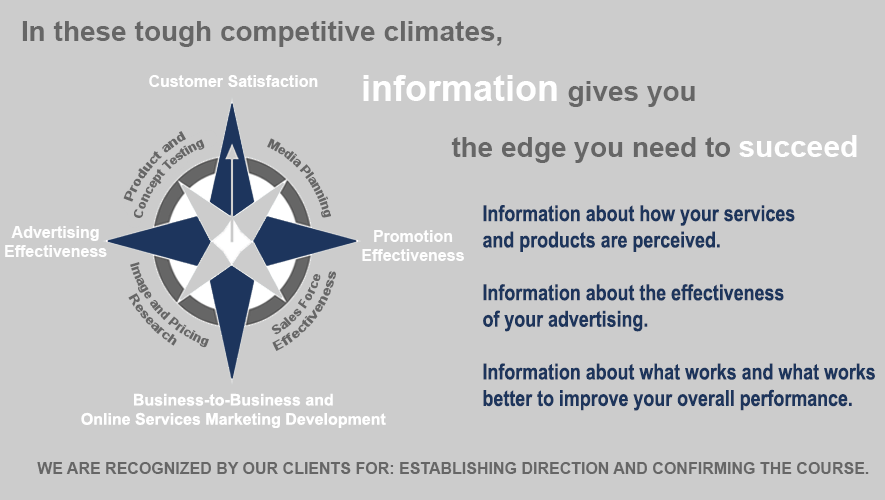 In these tough competitive climates,
information gives you
the edge you need to succeed
Customer Satisfaction
Product and
Concept Testing
Media Planning
Advertising
Effectiveness
Promotion
Effectiveness
Image and Pricing
Research
Sales Force
Effectiveness
Business-to-Business and
Online Services Marketing Development
Information about how your services
and products are perceived.
Information about the effectiveness
of your advertising.
Information about what works and what works
better to improve your overall performance.
WE ARE RECOGNIZED BY OUR CLIENTS FOR: ESTABLISHING DIRECTION AND CONFIRMING THE COURSE.